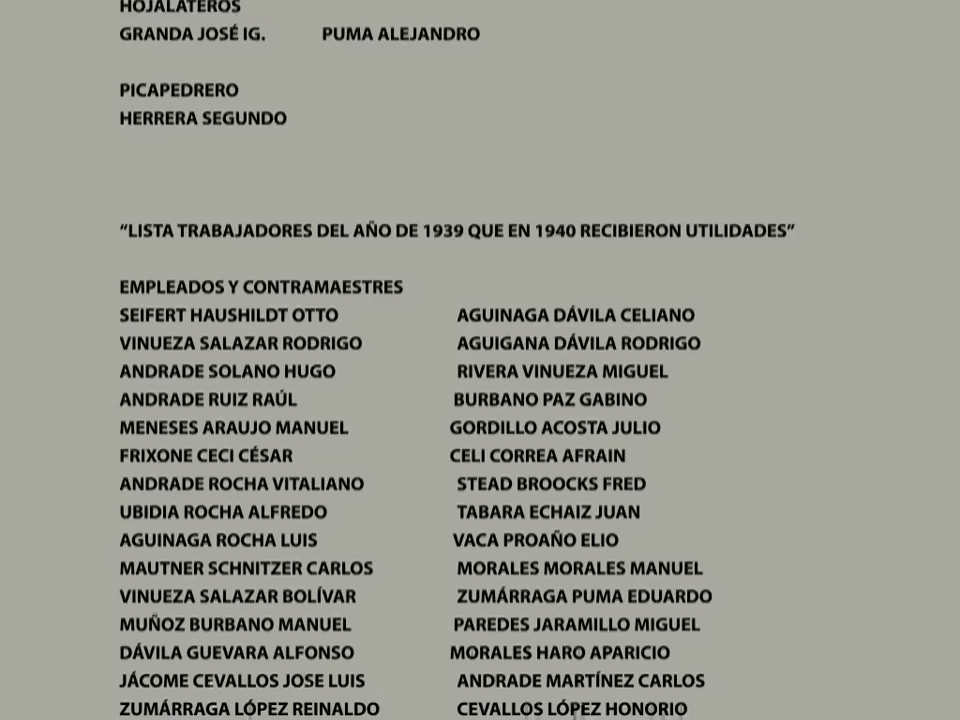 HOJALATEROS
GRANDA JOSÉ IG. PUMA ALEJANDRO
PICAPEDRERO
HERRERA SEGUNDO
“LISTA TRABAJADORES DEL AÑO DE 1939 QUE EN 1940 RECIBIERON UTILIDADES”
EMPLEADOS Y CONTRAMAESTRES
SEIFERT HAUSHILDT OTTO AGUINAGA DÁVILA CELIANO
VINUEZA SALAZAR RODRIGO AGUIGANA DÁVILA RODRIGO
ANDRADE SOLANO HUGO RIVERA VINUEZA MIGUEL
ANDRADE RUIZ RAÚL BURBANO PAZ GABINO
MENESES ARAUJO MANUEL GORDILLO ACOSTA JULIO
FRIXONE CECI CÉSAR CELI CORREA AFRAIN
ANDRADE ROCHA VITALIANO STEAD BROOCKS FRED
UBIDIA ROCHA ALFREDO TABARA ECHAIZ JUAN
AGUINAGA ROCHA LUIS VACA PROAÑO ELIO
MAUTNER SCHNITZER CARLOS MORALES MORALES MANUEL
VINUEZA SALAZAR BOLÍVAR ZUMÁRRAGA PUMA EDUARDO
MUÑOZ BURBANO MANUEL PAREDES JARAMILLO MIGUEL
DÁVILA GUEVARA ALFONSO MORALES HARO APARICIO
JÁCOME CEVALLOS JOSE LUIS ANDRADE MARTÍNEZ CARLOS
ZUMÁRRAGA LÓPEZ REINALDO CEVALLOS LÓPEZ HONORIO